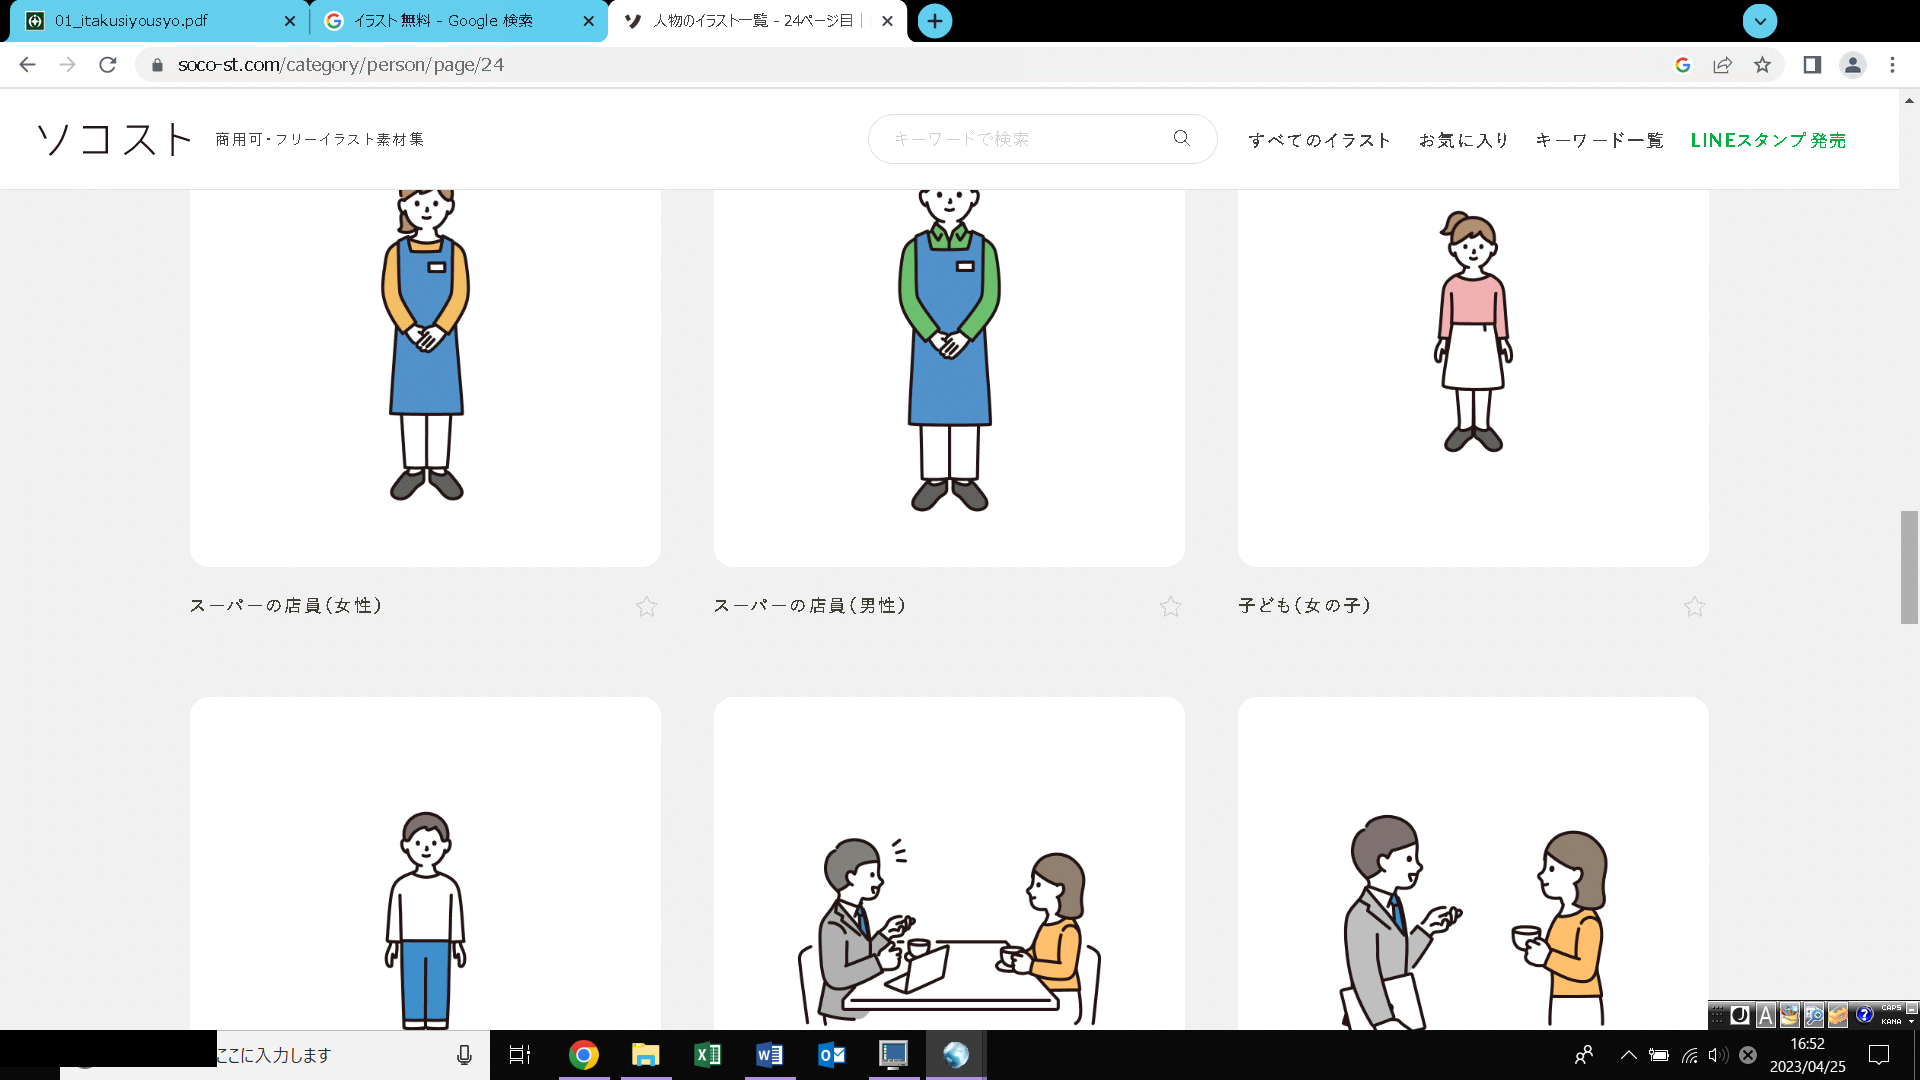 01_itakusiyousyo.pdf
イラスト 無料 - Google 検索
人物のイラスト一覧 - 24ページ目
soco-st.com/category/person/page/24
ソコスト
商用可・フリーイラスト素材集
キーワードで検索
すべてのイラスト
お気に入り
キーワード一覧
LINEスタンプ発売
スーパーの店員（女性）
スーパーの店員（男性）
子ども（女の子）
A
CAPS
KANA
ここに入力します
16:52
2023/04/25